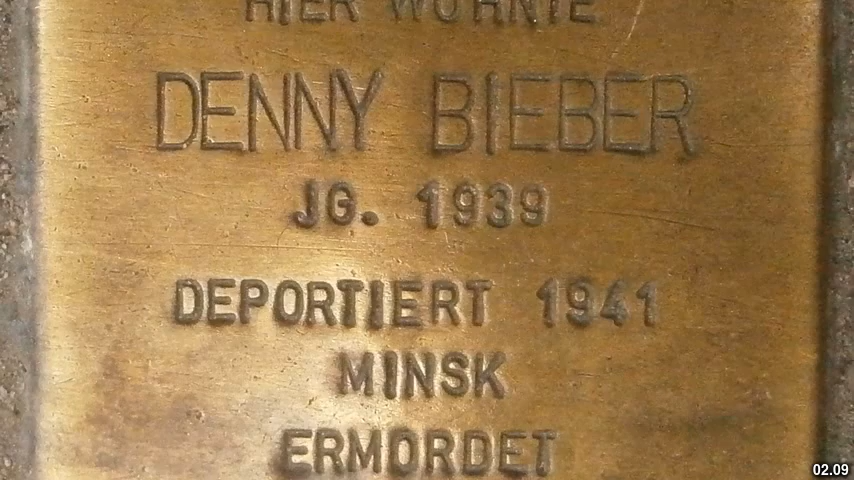 HIER WOHNTE
DENNY BIEBER
JG. 1939
DEPORTIERT 1941
MINSK
ERMORDET
02.09